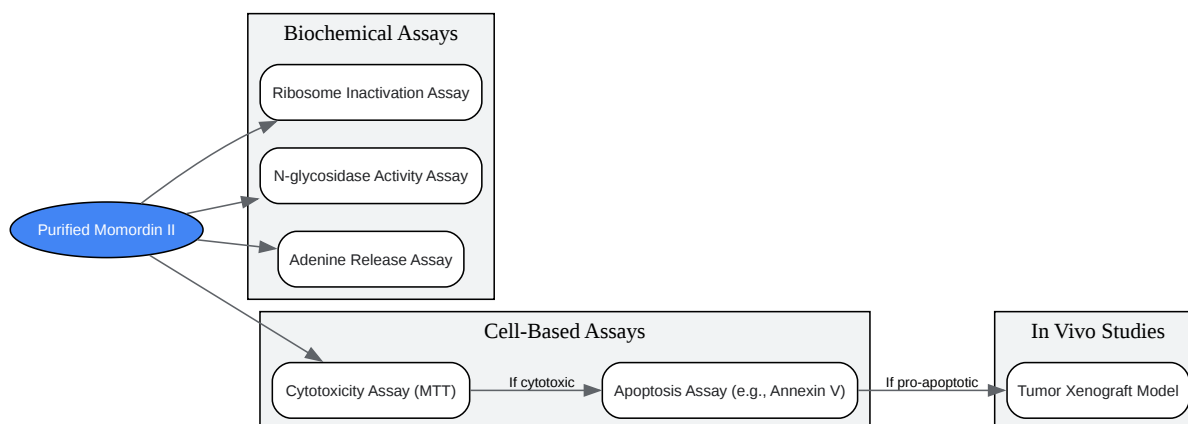 Biochemical Assays
Ribosome Inactivation Assay
N-glycosidase Activity Assay
Purified Momordin II
Adenine Release Assay
Cell-Based Assays
In Vivo Studies
Cytotoxicity Assay (MTT)
If cytotoxic
Apoptosis Assay (e.g., Annexin V)
If pro-apoptotic
Tumor Xenograft Model